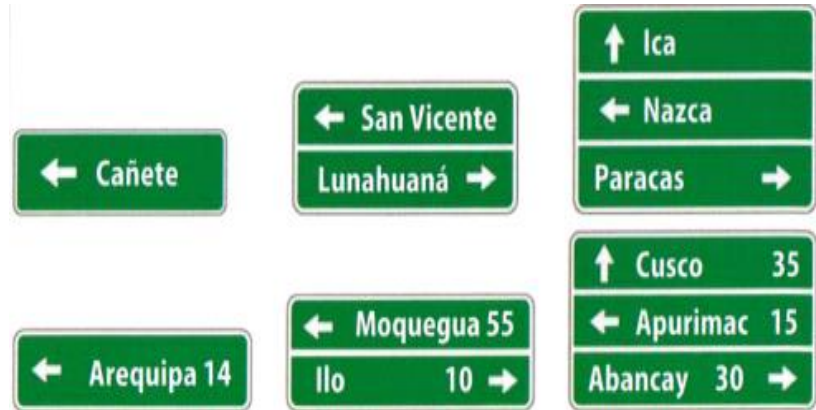 ← Cañete
← San Vicente
Lunahuaná →
↑ Ica
← Nazca
Paracas →
← Arequipa 14
← Moquegua 55
Ilo 10 →
↑ Cusco 35
← Apurimac 15
Abancay 30 →